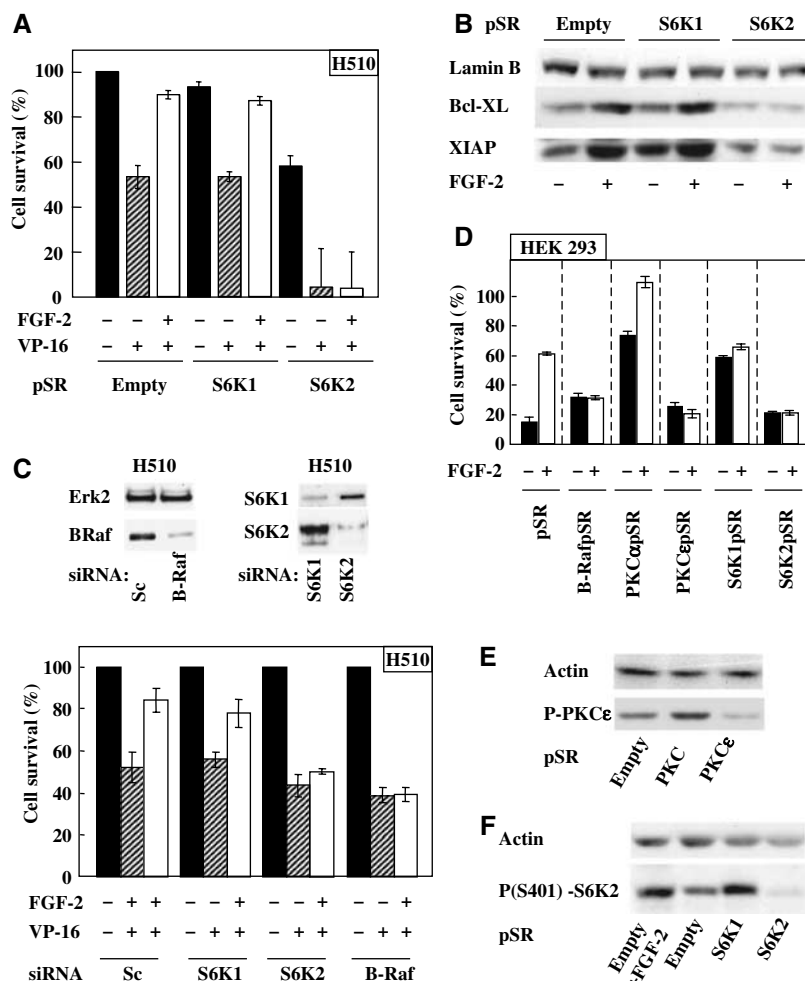 A
H510
Cell survival (%)
100
80
60
40
20
0
FGF-2 – – + – – + – – +
VP-16 – + + – + + – + +
pSR Empty S6K1 S6K2
B
pSR Empty S6K1 S6K2
Lamin B
Bcl-XL
XIAP
FGF-2 – + – + – +
C
H510
Erk2
BRaf
siRNA: Sc B-Raf
H510
S6K1
S6K2
siRNA: S6K1 S6K2
H510
Cell survival (%)
100
80
60
40
20
0
FGF-2 – + + – – + – – + – – +
VP-16 – + + – + + – + + – + +
siRNA Sc S6K1 S6K2 B-Raf
D
HEK 293
Cell survival (%)
100
80
60
40
20
0
FGF-2 – + – + – + – + – + – +
pSR B-RafpSR PKCαpSR PKCεpSR S6K1pSR S6K2pSR
E
Actin
P-PKCε
pSR Empty PKC PKCε
F
Actin
P(S401) -S6K2
pSR Empty Empty S6K1 S6K2
FGF-2